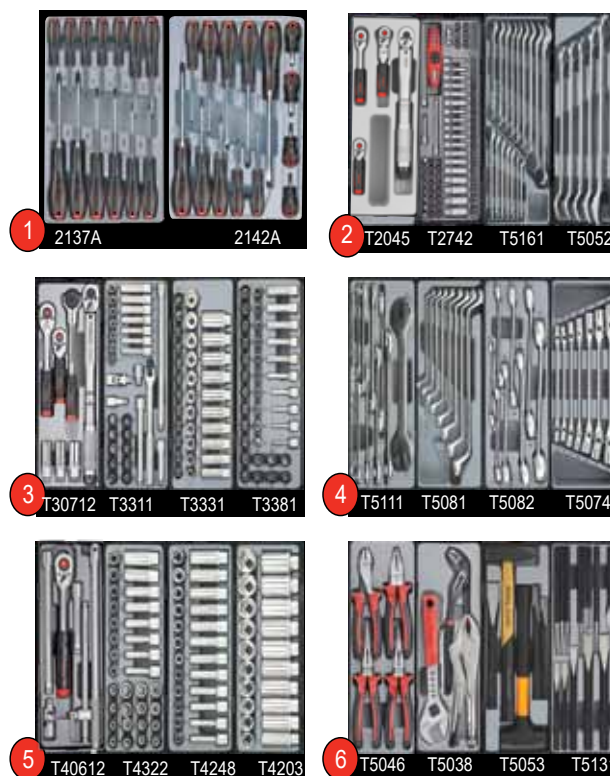 1 2137A 2142A
2 T2045 T2742 T5161 T5052
3 T30712 T3311 T3331 T3381
4 T5111 T5081 T5082 T5074
5 T40612 T4322 T4248 T4203
6 T5046 T5038 T5053 T513